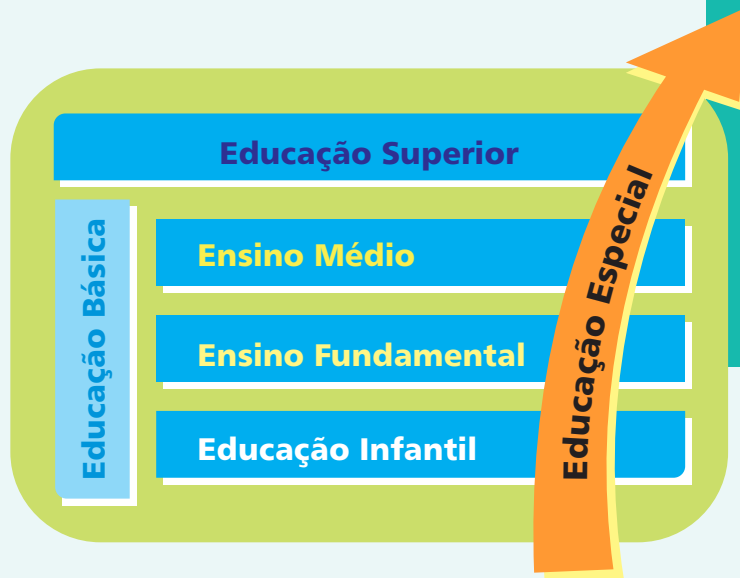 Educação Superior
Educação Básica
Ensino Médio
Ensino Fundamental
Educação Infantil
Educação Especial